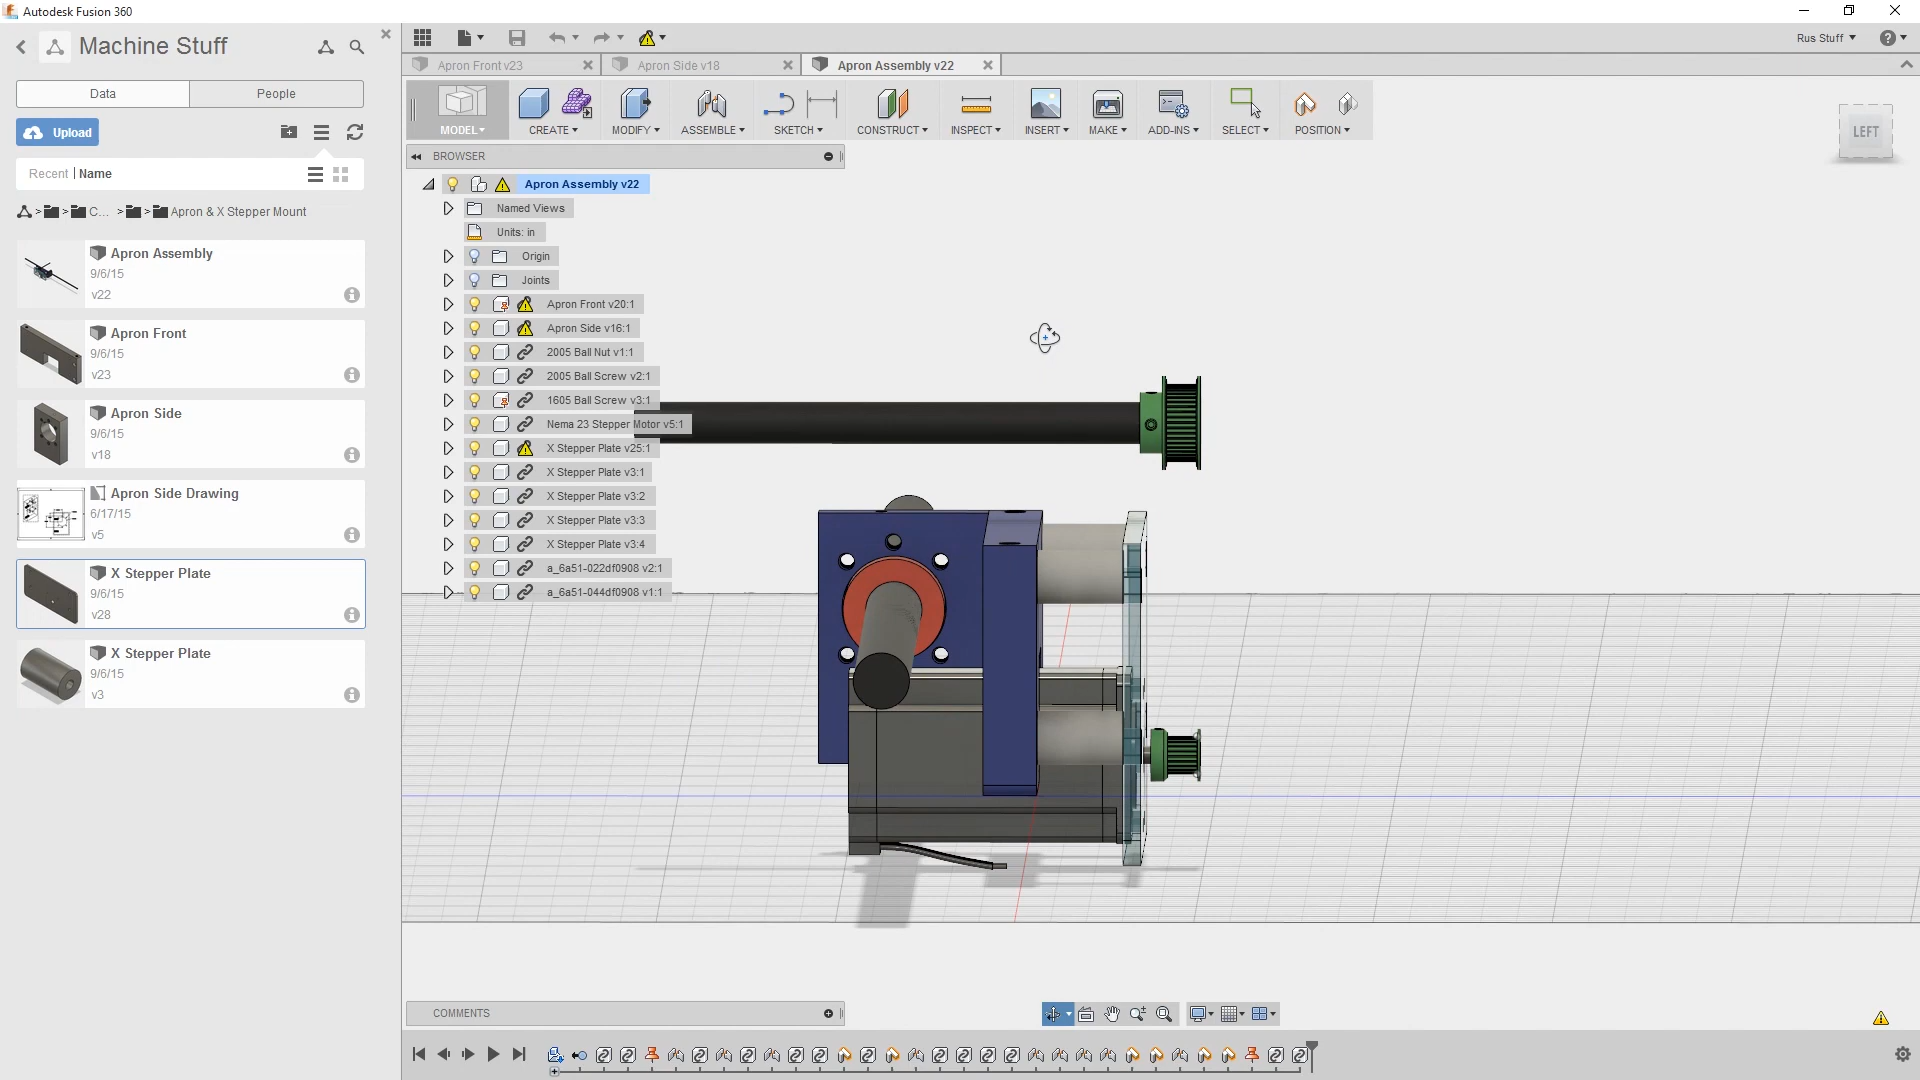 Autodesk Fusion 360
Machine Stuff
Data
People
Upload
Recent
Name
C...
Apron & X Stepper Mount
Apron Assembly
9/6/15
v22
Apron Front
9/6/15
v23
Apron Side
9/6/15
v18
Apron Side Drawing
6/17/15
v5
X Stepper Plate
9/6/15
v28
X Stepper Plate
9/6/15
v3
Rus Stuff
Apron Front v23
Apron Side v18
Apron Assembly v22
MODEL
CREATE
MODIFY
ASSEMBLE
SKETCH
CONSTRUCT
INSPECT
INSERT
MAKE
ADD-INS
SELECT
POSITION
LEFT
BROWSER
Apron Assembly v22
Named Views
Units: in
Origin
Joints
Apron Front v20:1
Apron Side v16:1
2005 Ball Nut v1:1
2005 Ball Screw v2:1
1605 Ball Screw v3:1
Nema 23 Stepper Motor v5:1
X Stepper Plate v25:1
X Stepper Plate v3:1
X Stepper Plate v3:2
X Stepper Plate v3:3
X Stepper Plate v3:4
a_6a51-022df0908 v2:1
a_6a51-044df0908 v1:1
COMMENTS